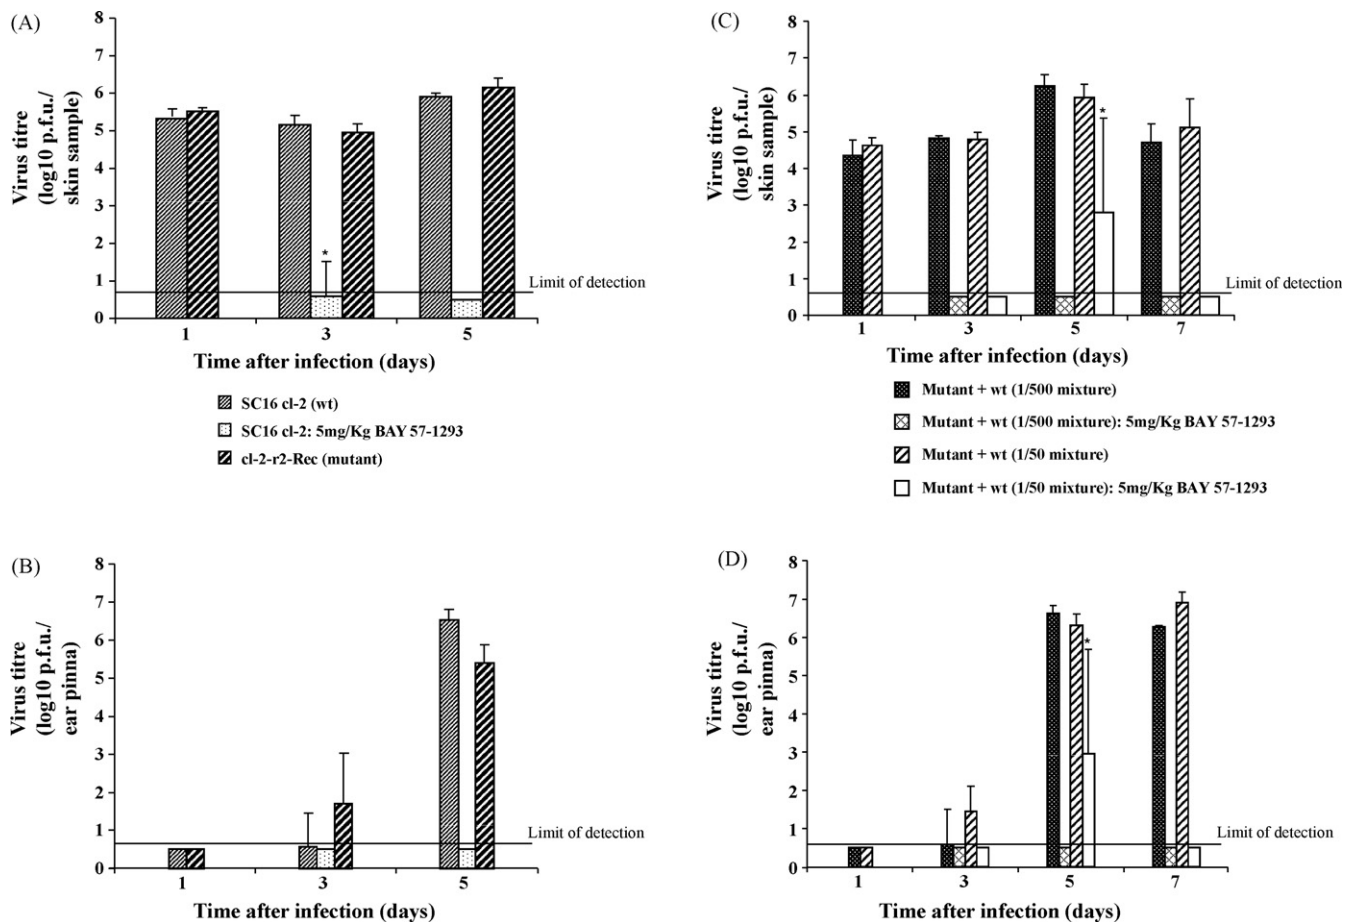 (A)
Virus titre
(log10 p.f.u./
skin sample)
8
7
6
5
4
3
2
1
0
*
Limit of detection
1 3 5
Time after infection (days)
SC16 cl-2 (wt)
SC16 cl-2: 5mg/Kg BAY 57-1293
cl-2-r2-Rec (mutant)
(C)
Virus titre
(log10 p.f.u./
skin sample)
8
7
6
5
4
3
2
1
0
*
Limit of detection
1 3 5 7
Time after infection (days)
Mutant + wt (1/500 mixture)
Mutant + wt (1/500 mixture): 5mg/Kg BAY 57-1293
Mutant + wt (1/50 mixture)
Mutant + wt (1/50 mixture): 5mg/Kg BAY 57-1293
(B)
Virus titre
(log10 p.f.u./
ear pinna)
8
7
6
5
4
3
2
1
0
Limit of detection
1 3 5
Time after infection (days)
(D)
Virus titre
(log10 p.f.u./
ear pinna)
8
7
6
5
4
3
2
1
0
*
Limit of detection
1 3 5 7
Time after infection (days)